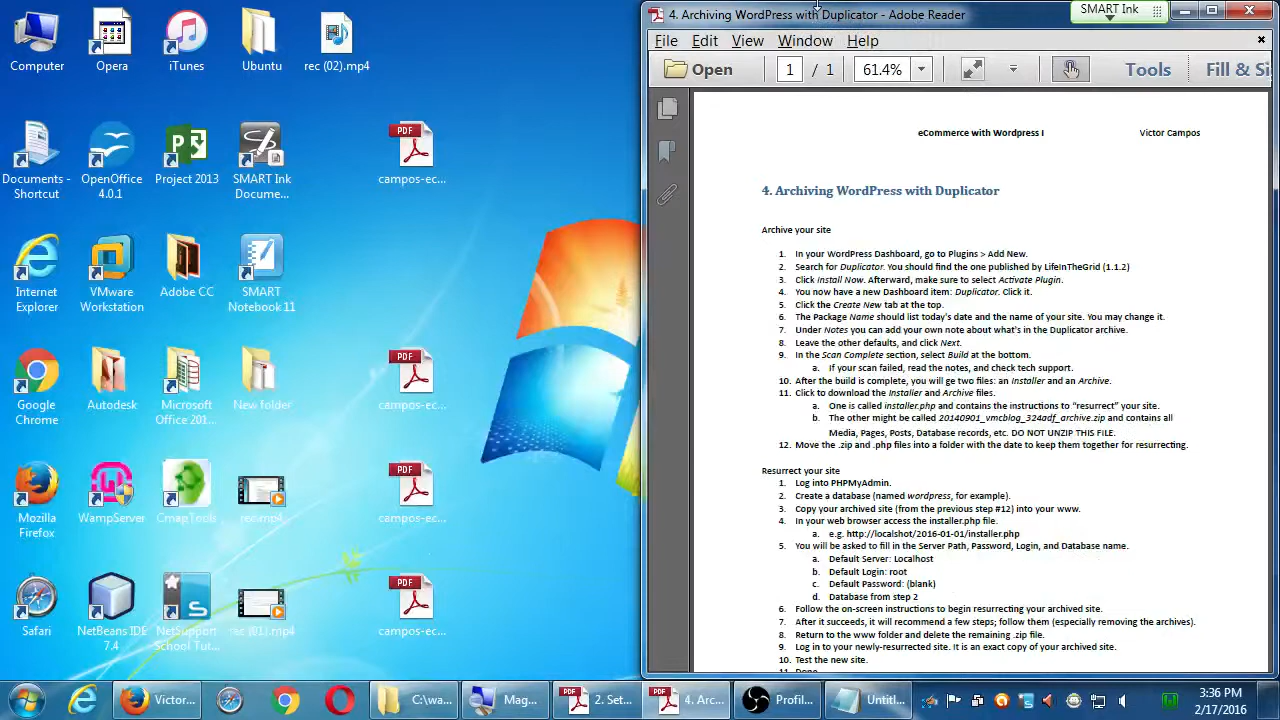 4. Archiving WordPress with Duplicator - Adobe Reader
SMART Ink
File Edit View Window Help
Open 1 / 1 61.4% Tools Fill & Si
eCommerce with Wordpress I Victor Campos
4. Archiving WordPress with Duplicator
Archive your site
1. In your WordPress Dashboard, go to Plugins > Add New.
2. Search for Duplicator. You should find the one published by LifeInTheGrid (1.1.2)
3. Click Install Now. Afterward, make sure to select Activate Plugin.
4. You now have a new Dashboard item: Duplicator. Click it.
5. Click the Create New tab at the top.
6. The Package Name should list today's date and the name of your site. You may change it.
7. Under Notes you can add your own note about what's in the Duplicator archive.
8. Leave the other defaults, and click Next.
9. In the Scan Complete section, select Build at the bottom.
a. If your scan failed, read the notes, and check tech support.
10. After the build is complete, you will ge two files: an Installer and an Archive.
11. Click to download the Installer and Archive files.
a. One is called installer.php and contains the instructions to "resurrect" your site.
b. The other might be called 20140901_vmcblog_324adf_archive.zip and contains all
Media, Pages, Posts, Database records, etc. DO NOT UNZIP THIS FILE.
12. Move the .zip and .php files into a folder with the date to keep them together for resurrecting.
Resurrect your site
1. Log into PHPMyAdmin.
2. Create a database (named wordpress, for example).
3. Copy your archived site (from the previous step #12) into your www.
4. In your web browser access the installer.php file.
a. e.g. http://localshot/2016-01-01/installer.php
5. You will be asked to fill in the Server Path, Password, Login, and Database name.
a. Default Server: Localhost
b. Default Login: root
c. Default Password: (blank)
d. Database from step 2
6. Follow the on-screen instructions to begin resurrecting your archived site.
7. After it succeeds, it will recommend a few steps; follow them (especially removing the archives).
8. Return to the www folder and delete the remaining .zip file.
9. Log in to your newly-resurrected site. It is an exact copy of your archived site.
10. Test the new site.
11. Done
Computer Opera iTunes Ubuntu rec (02).mp4
PDF
Documents - Shortcut OpenOffice 4.0.1 Project 2013 SMART Ink Docume... campos-ec...
Internet Explorer VMware Workstation Adobe CC SMART Notebook 11
PDF
Google Chrome Autodesk Microsoft Office 201... New folder campos-ec...
PDF
Mozilla Firefox WampServer CmapTools rec.mp4 campos-ec...
PDF
Safari NetBeans IDE 7.4 NetSupport School Tut... rec (01).mp4 campos-ec...
Victor... C:\wa... Mag... 2. Set... 4. Arc... Profil... Untitl...
3:36 PM
2/17/2016